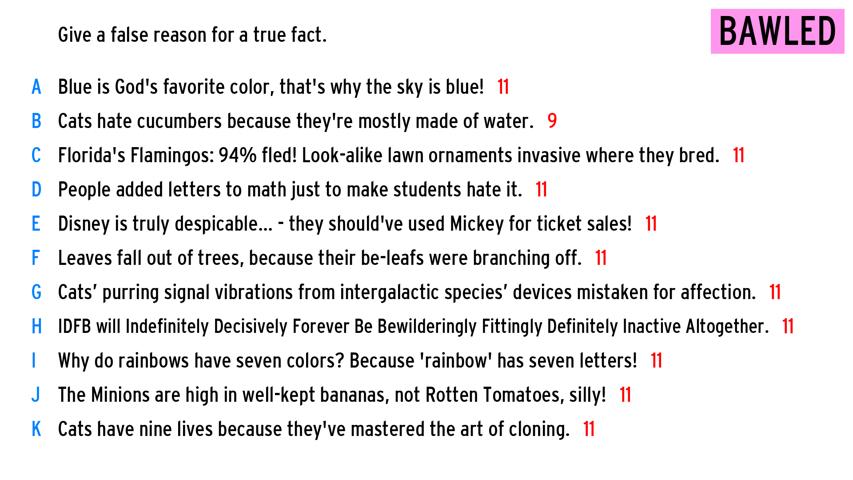 Give a false reason for a true fact.
BAWLED
A Blue is God's favorite color, that's why the sky is blue! 11
B Cats hate cucumbers because they're mostly made of water. 9
C Florida's Flamingos: 94% fled! Look-alike lawn ornaments invasive where they bred. 11
D People added letters to math just to make students hate it. 11
E Disney is truly despicable... - they should've used Mickey for ticket sales! 11
F Leaves fall out of trees, because their be-leafs were branching off. 11
G Cats’ purring signal vibrations from intergalactic species’ devices mistaken for affection. 11
H IDFB will Indefinitely Decisively Forever Be Bewilderingly Fittingly Definitely Inactive Altogether. 11
I Why do rainbows have seven colors? Because 'rainbow' has seven letters! 11
J The Minions are high in well-kept bananas, not Rotten Tomatoes, silly! 11
K Cats have nine lives because they've mastered the art of cloning. 11